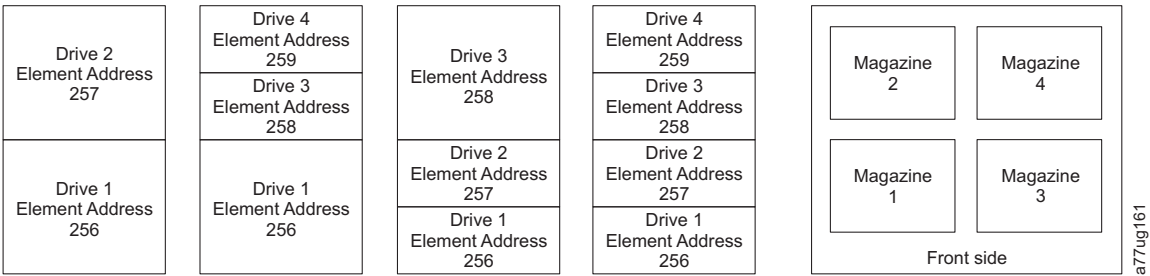 Drive 2
Element Address
257
Drive 1
Element Address
256
Drive 4
Element Address
259
Drive 3
Element Address
258
Drive 1
Element Address
256
Drive 3
Element Address
258
Drive 2
Element Address
257
Drive 1
Element Address
256
Drive 4
Element Address
259
Drive 3
Element Address
258
Drive 2
Element Address
257
Drive 1
Element Address
256
Magazine
2
Magazine
4
Magazine
1
Magazine
3
Front side
a77ug161